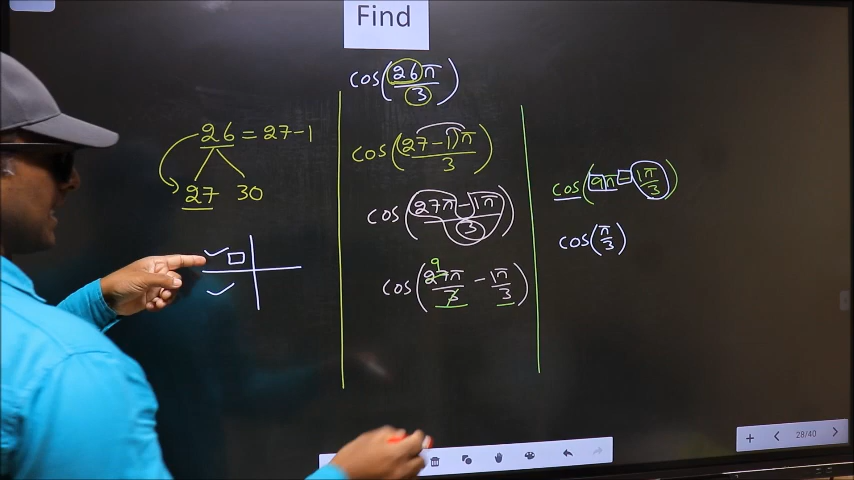 Find
cos(26π/3)
26 = 27-1
27 30
cos((27-1)π/3)
cos((27π-1π)/3)
cos(27π/3 - 1π/3)
9
cos(9π - 1π/3)
cos(π/3)
28/40